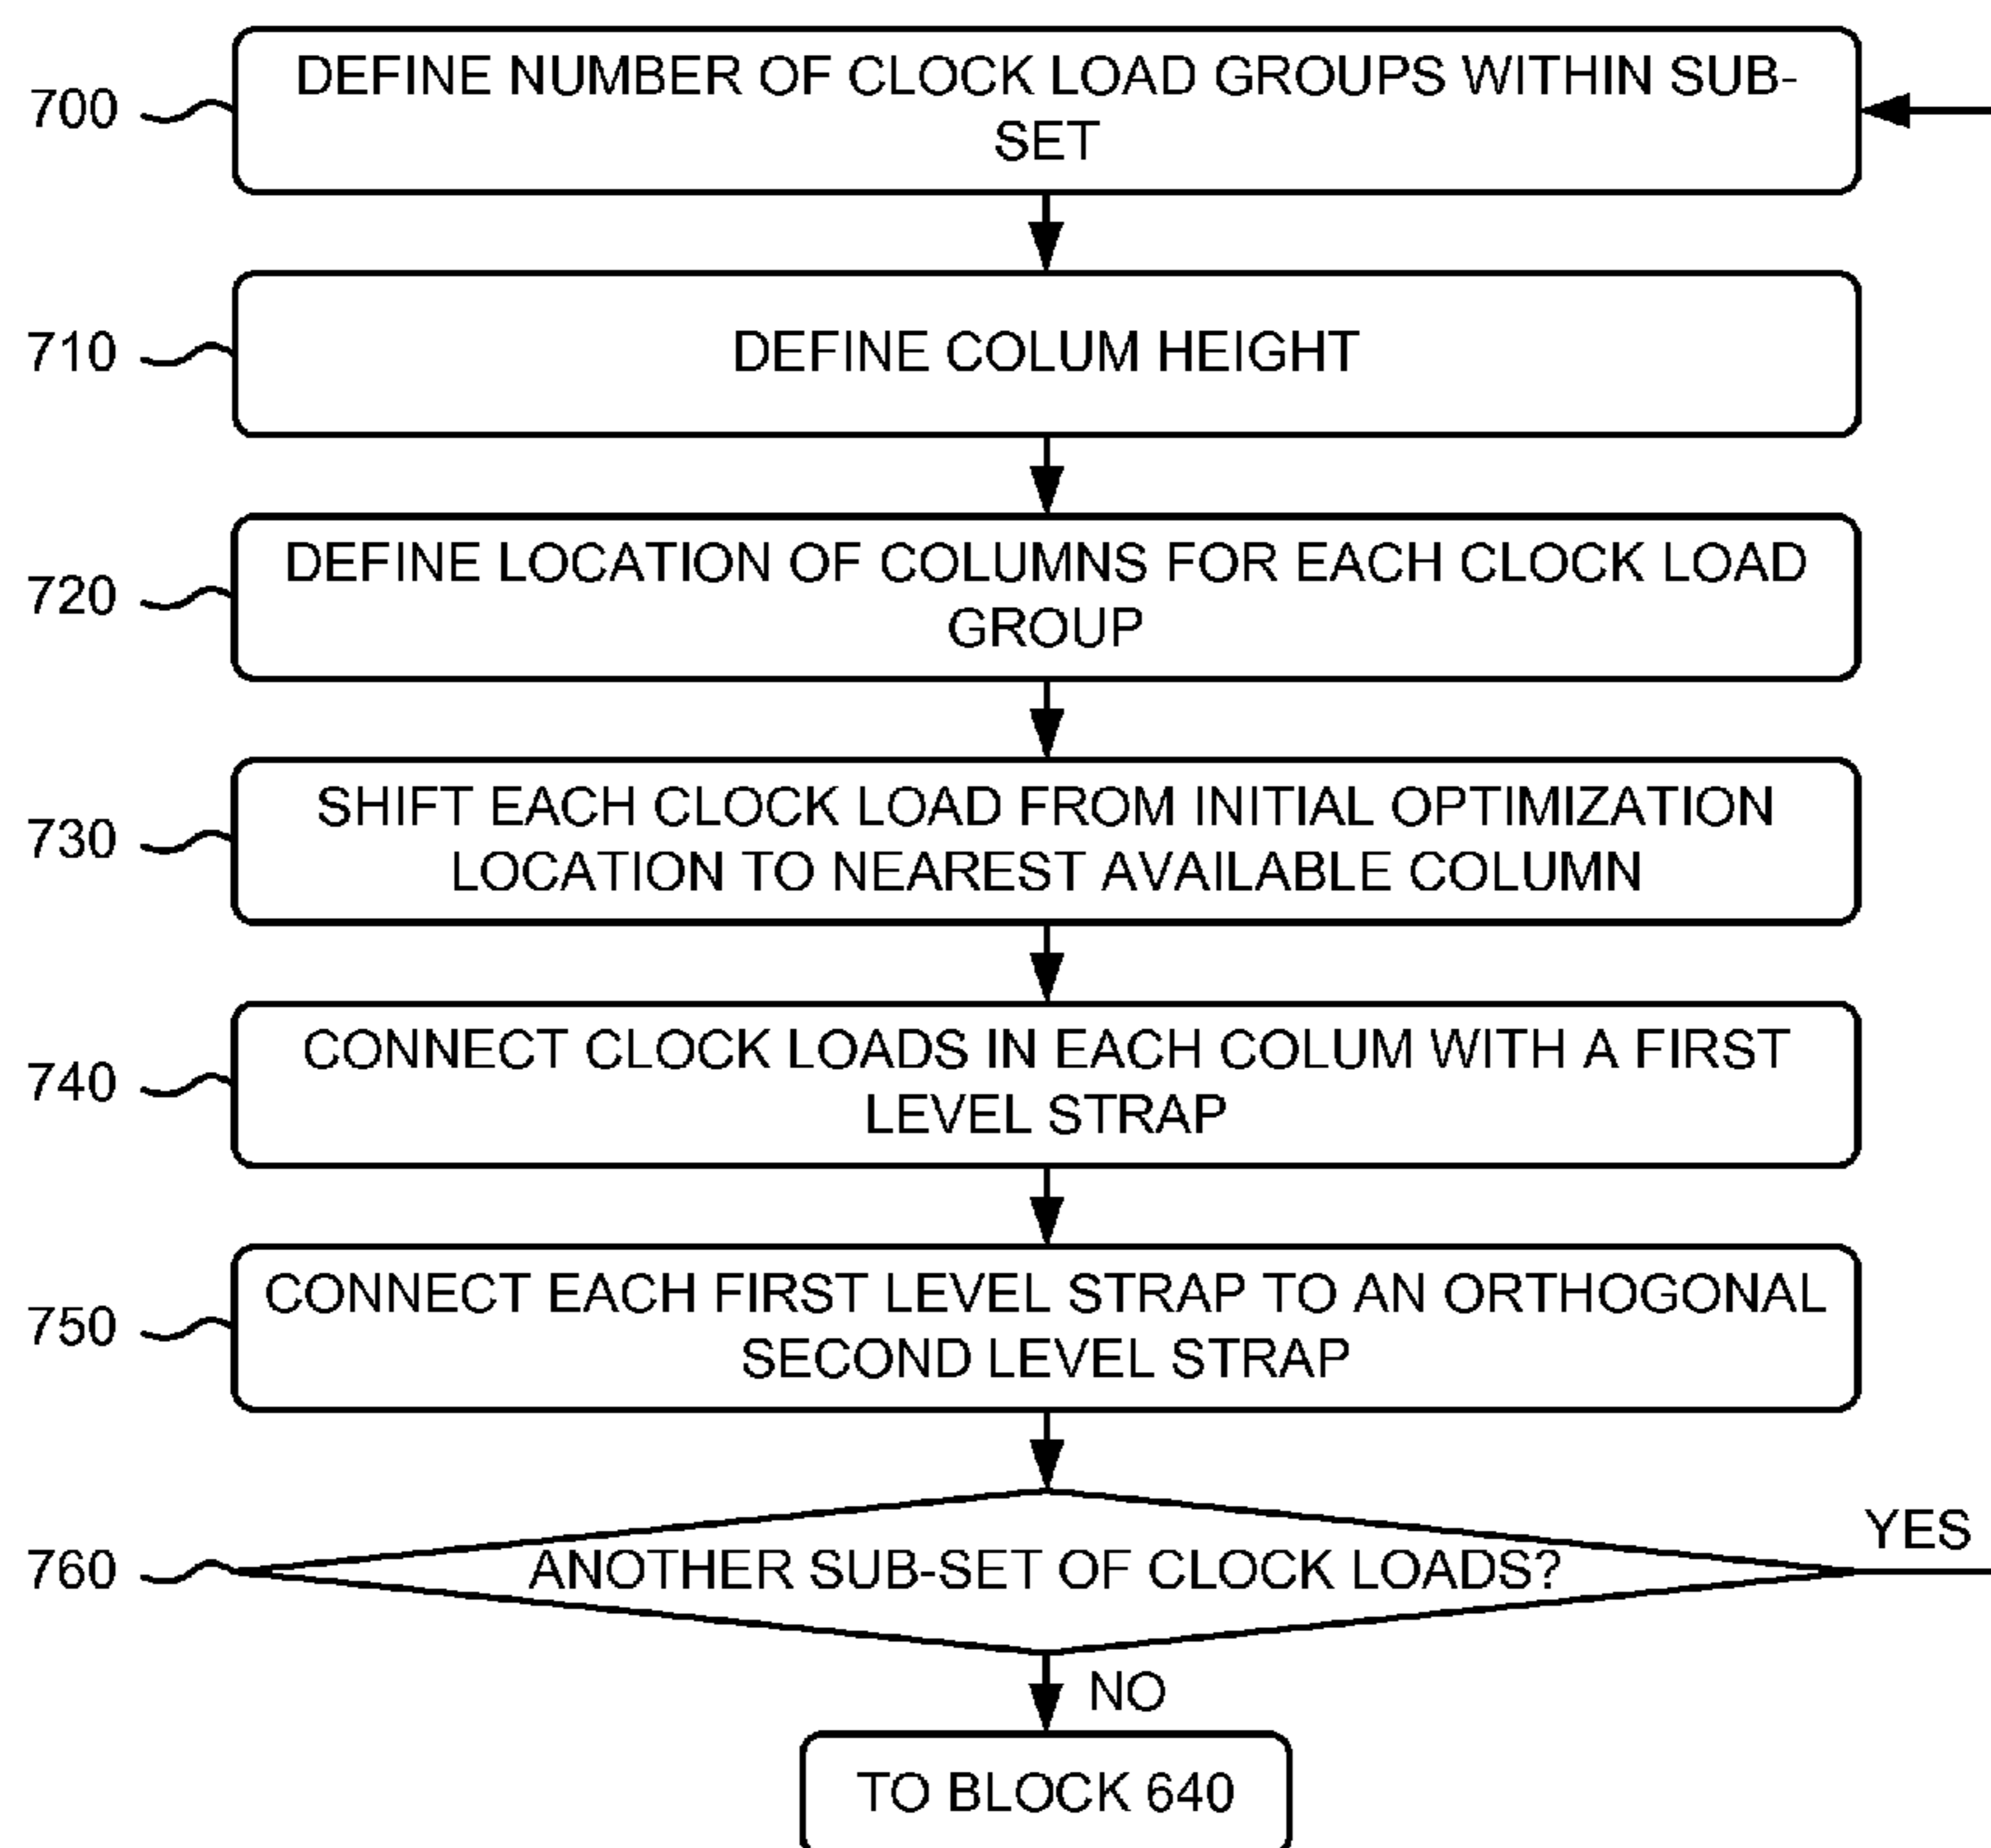 700
DEFINE NUMBER OF CLOCK LOAD GROUPS WITHIN SUB-
SET
710
DEFINE COLUM HEIGHT
720
DEFINE LOCATION OF COLUMNS FOR EACH CLOCK LOAD
GROUP
730
SHIFT EACH CLOCK LOAD FROM INITIAL OPTIMIZATION
LOCATION TO NEAREST AVAILABLE COLUMN
740
CONNECT CLOCK LOADS IN EACH COLUM WITH A FIRST
LEVEL STRAP
750
CONNECT EACH FIRST LEVEL STRAP TO AN ORTHOGONAL
SECOND LEVEL STRAP
760
ANOTHER SUB-SET OF CLOCK LOADS?
YES
NO
TO BLOCK 640